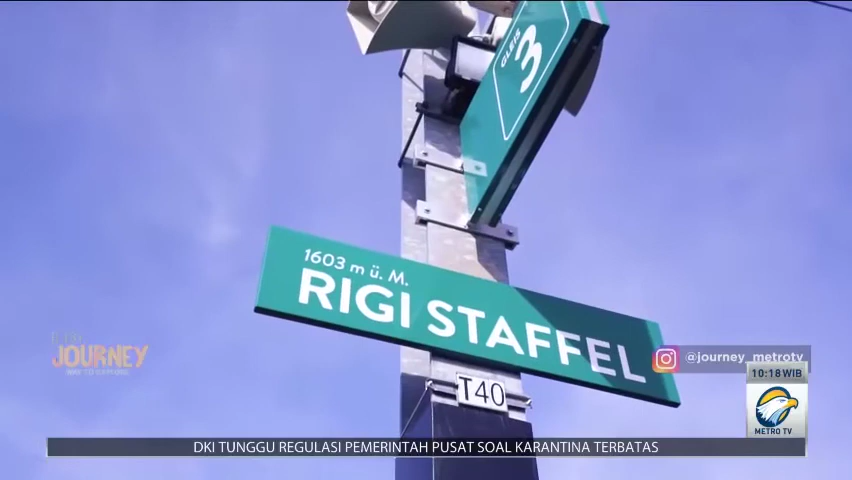 GLEIS
3
1603 m ü. M.
RIGI STAFFEL
T40
JOURNEY
@journey_metrotv
10:18 WIB
METRO TV
DKI TUNGGU REGULASI PEMERINTAH PUSAT SOAL KARANTINA TERBATAS